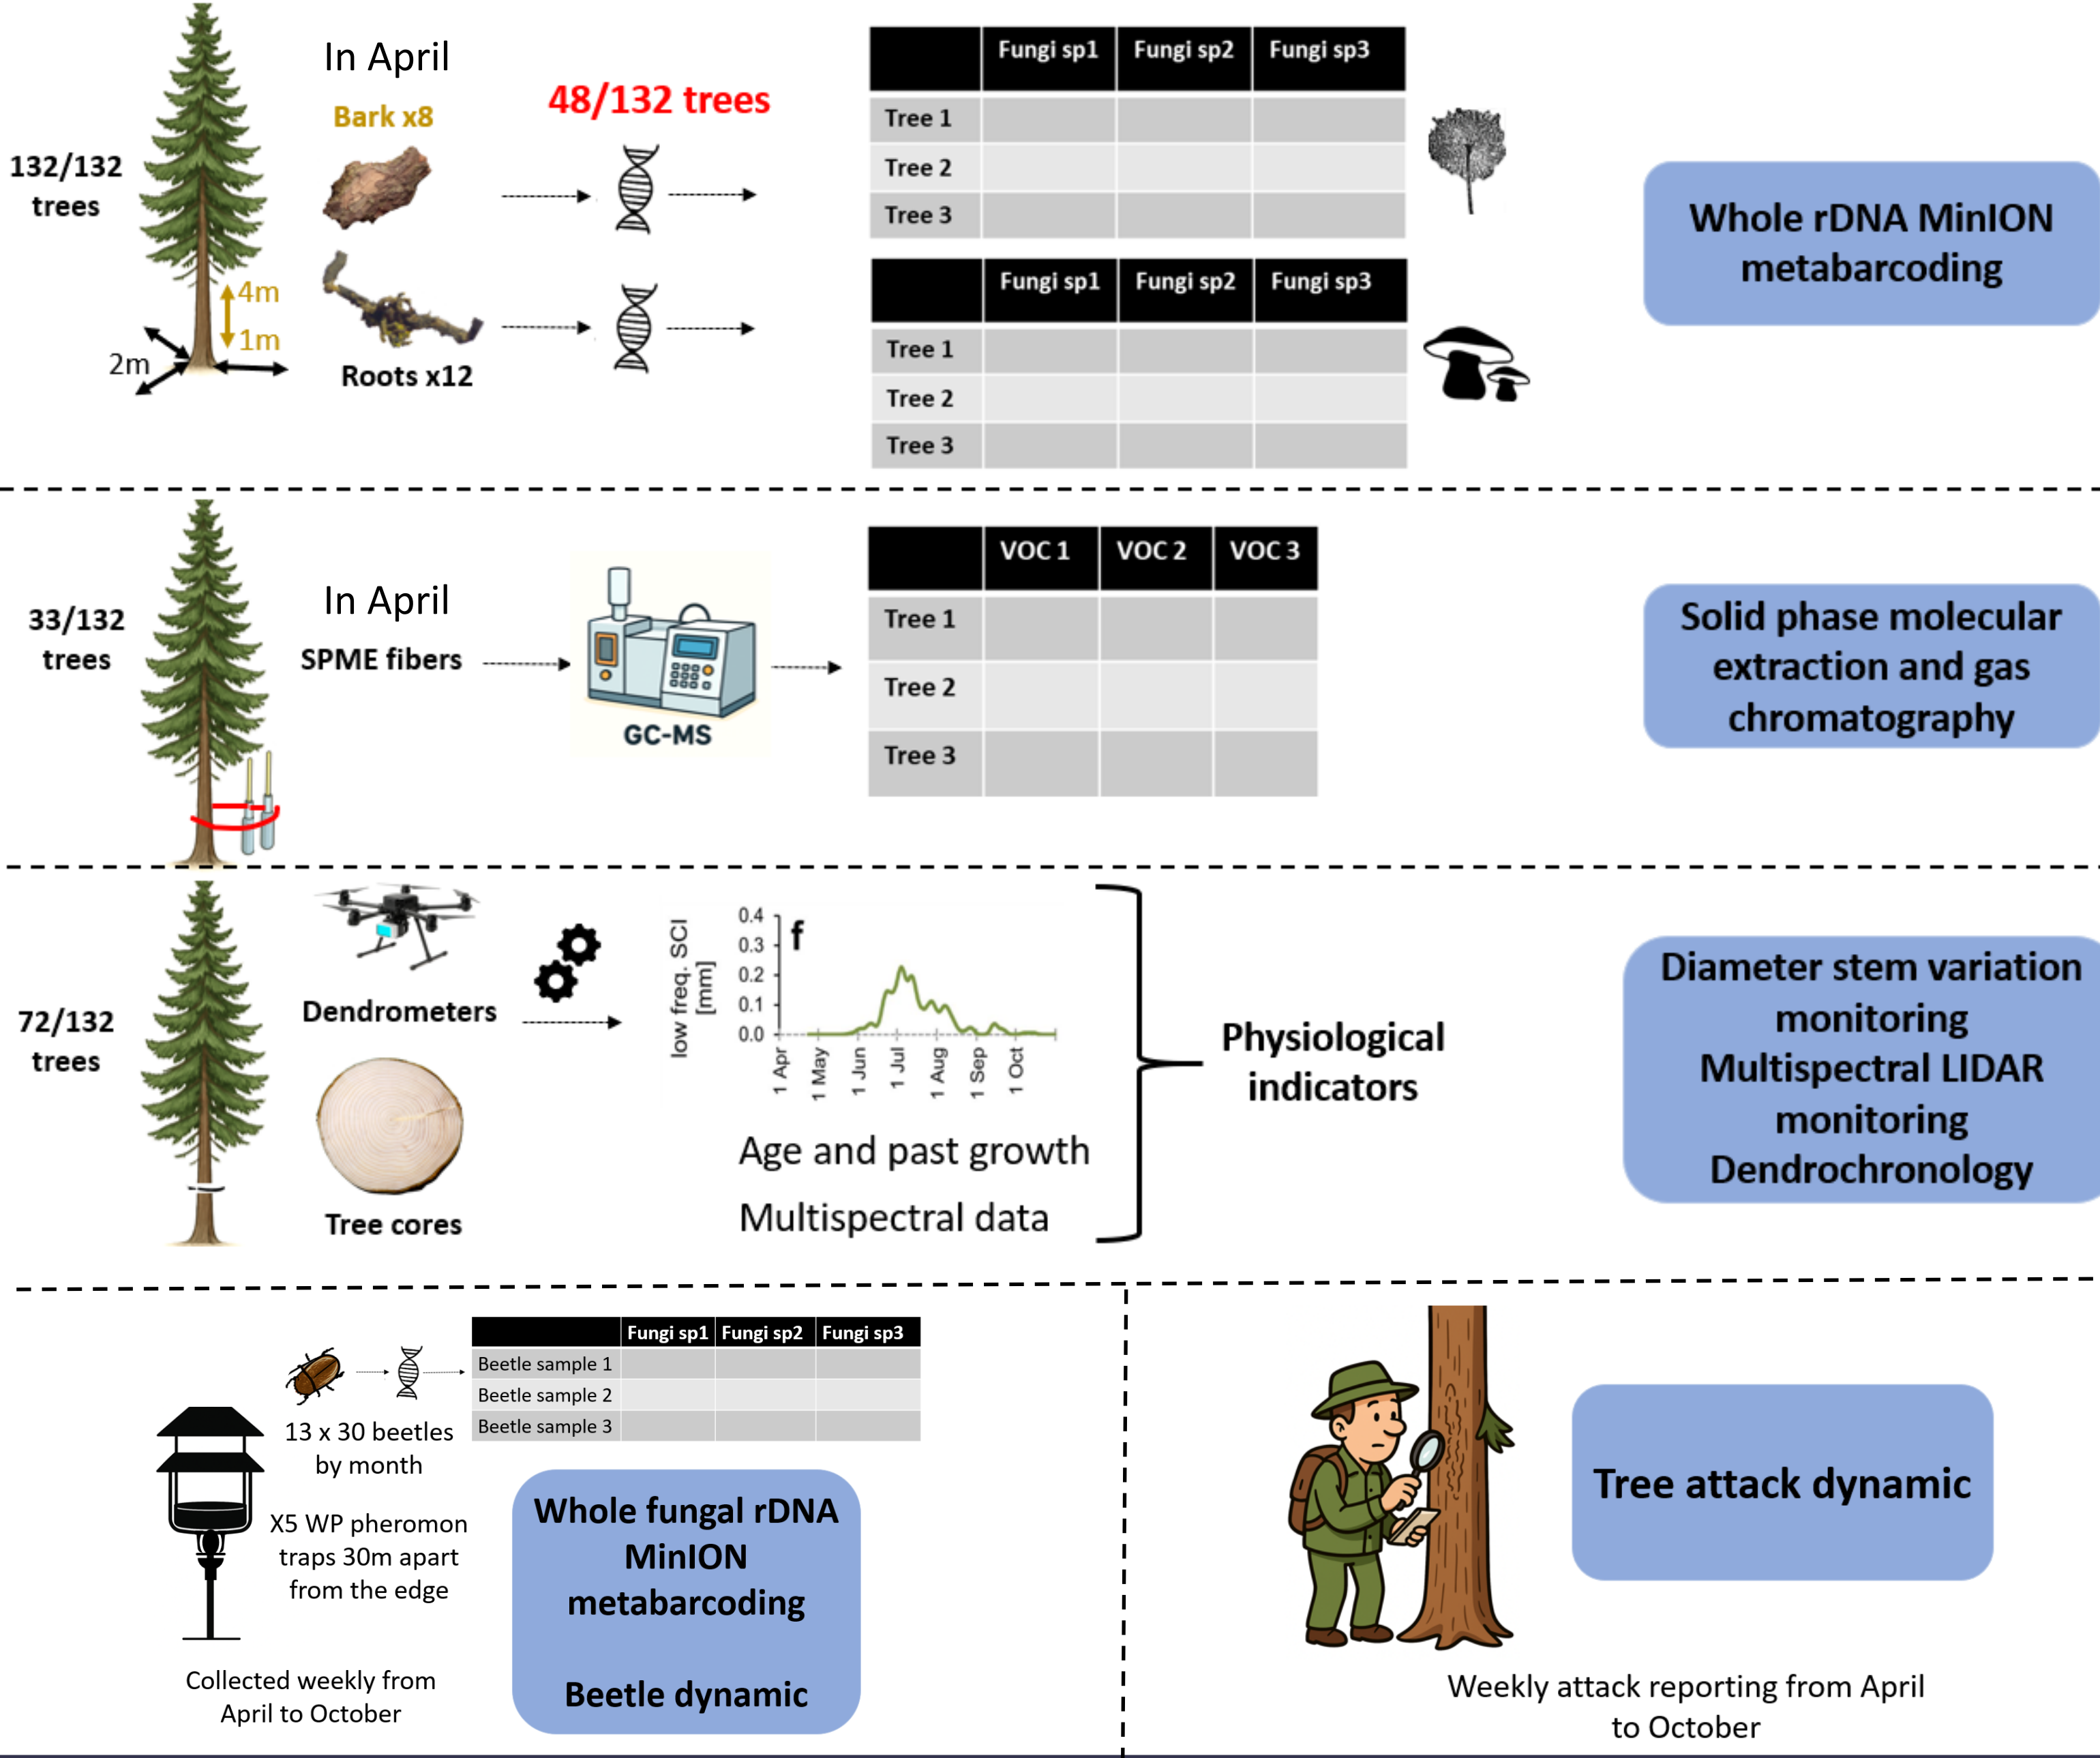 In April
Bark x8
48/132 trees
132/132
trees
4m
1m
2m
Roots x12
Fungi sp1 Fungi sp2 Fungi sp3
Tree 1
Tree 2
Tree 3
Fungi sp1 Fungi sp2 Fungi sp3
Tree 1
Tree 2
Tree 3
Whole rDNA MinION
metabarcoding
33/132
trees
In April
SPME fibers
GC-MS
VOC 1 VOC 2 VOC 3
Tree 1
Tree 2
Tree 3
Solid phase molecular
extraction and gas
chromatography
72/132
trees
Dendrometers
Tree cores
low freq. SCI
[mm]
0.4
0.3
0.2
0.1
0.0
f
1 Apr
1 May
1 Jun
1 Jul
1 Aug
1 Sep
1 Oct
Age and past growth
Multispectral data
Physiological
indicators
Diameter stem variation
monitoring
Multispectral LIDAR
monitoring
Dendrochronology
Fungi sp1 Fungi sp2 Fungi sp3
Beetle sample 1
Beetle sample 2
Beetle sample 3
13 x 30 beetles
by month
X5 WP pheromon
traps 30m apart
from the edge
Collected weekly from
April to October
Whole fungal rDNA
MinION
metabarcoding
Beetle dynamic
Tree attack dynamic
Weekly attack reporting from April
to October